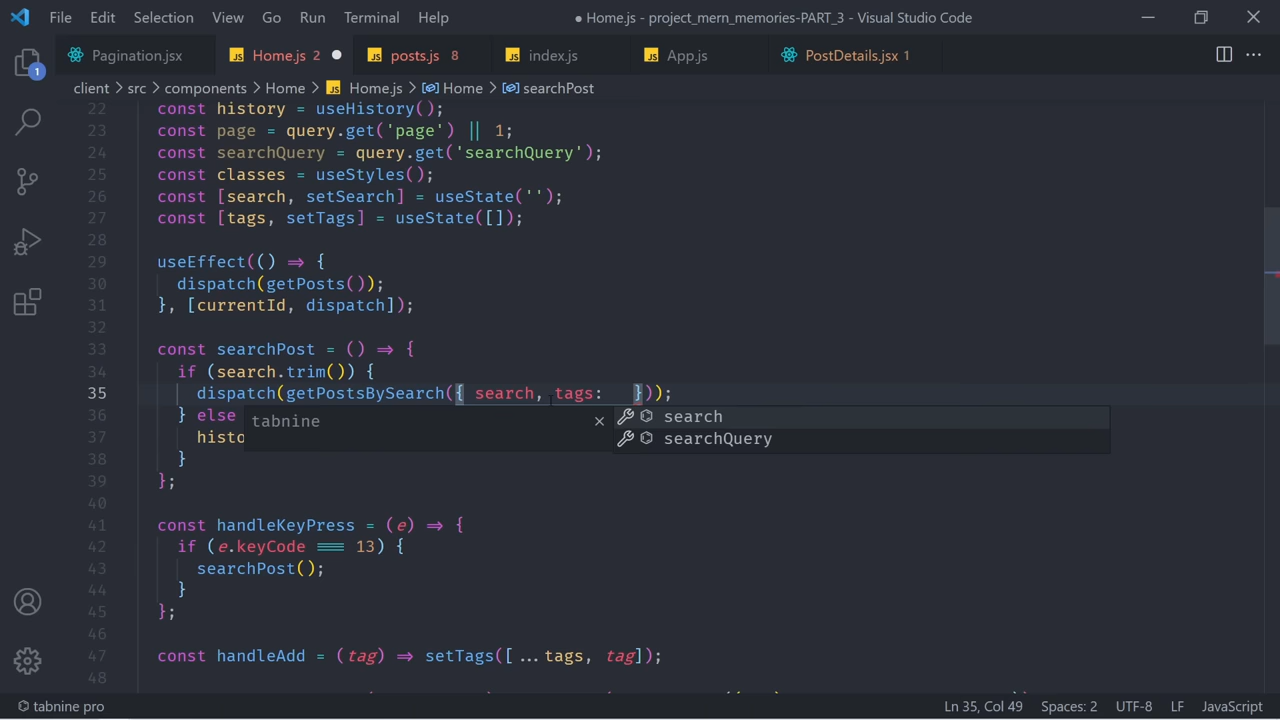 File Edit Selection View Go Run Terminal Help ● Home.js - project_mern_memories-PART_3 - Visual Studio Code
Pagination.jsx JS Home.js 2 ● JS posts.js 8 JS index.js JS App.js PostDetails.jsx 1 ...
1
client > src > components > Home > JS Home.js > Home > searchPost
22 const history = useHistory();
23 const page = query.get('page') || 1;
24 const searchQuery = query.get('searchQuery');
25 const classes = useStyles();
26 const [search, setSearch] = useState('');
27 const [tags, setTags] = useState([]);
28
29 useEffect(() => {
30 dispatch(getPosts());
31 }, [currentId, dispatch]);
32
33 const searchPost = () => {
34 if (search.trim()) {
35 dispatch(getPostsBySearch({ search, tags: }));
36 } else
tabnine × search
searchQuery
37 histo
38 }
39 };
40
41 const handleKeyPress = (e) => {
42 if (e.keyCode === 13) {
43 searchPost();
44 }
45 };
46
47 const handleAdd = (tag) => setTags([...tags, tag]);
48
tabnine pro Ln 35, Col 49 Spaces: 2 UTF-8 LF JavaScript